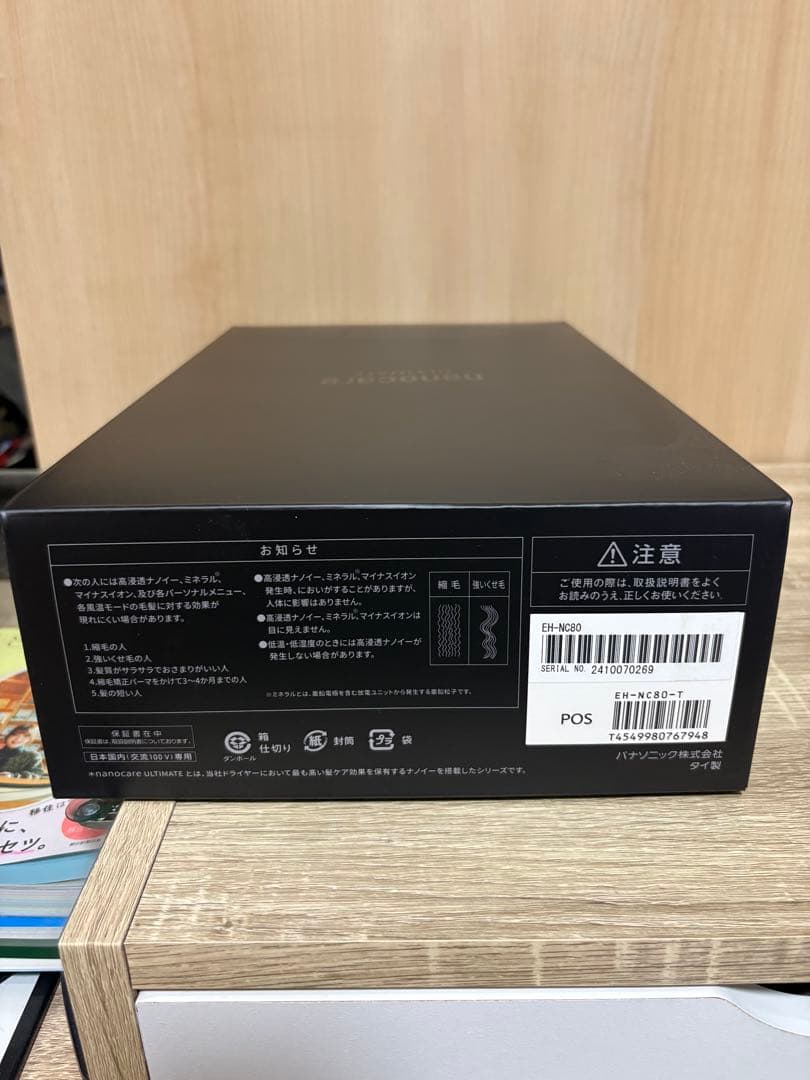 nanocare
ULTIMATE
お知らせ
●次の人には高浸透ナノイー、ミネラル※、
マイナスイオン、及び各パーソナルメニュー、
各風温モードの毛髪に対する効果が
現れにくい場合があります。
1.縮毛の人
2.強いくせ毛の人
3.髪質がサラサラでおさまりがいい人
4.縮毛矯正パーマをかけて3〜4か月までの人
5.髪の短い人
●高浸透ナノイー、ミネラル※、マイナスイオン
発生時、においがすることがありますが、
人体に影響はありません。
●高浸透ナノイー、ミネラル※、マイナスイオンは
目に見えません。
●低温・低湿度のときには高浸透ナノイーが
発生しない場合があります。
縮毛
強いくせ毛
※ミネラルとは、亜鉛電極を含む放電ユニットから発生する亜鉛粒子です。
保証書在中
保証書は、取扱説明書についております。
日本国内(交流100V)専用
ダンボール
箱
仕切り
紙
封筒
プラ
袋
*nanocare ULTIMATE とは、当社ドライヤーにおいて最も高い髪ケア効果を保有するナノイーを搭載したシリーズです。
注意
ご使用の際は、取扱説明書をよく
お読みのうえ、正しくお使いください。
EH-NC80
SERIAL NO. 2410070269
EH-NC80-T
POS
T4549980767948
パナソニック株式会社
タイ製
移住は
に、
セツ。